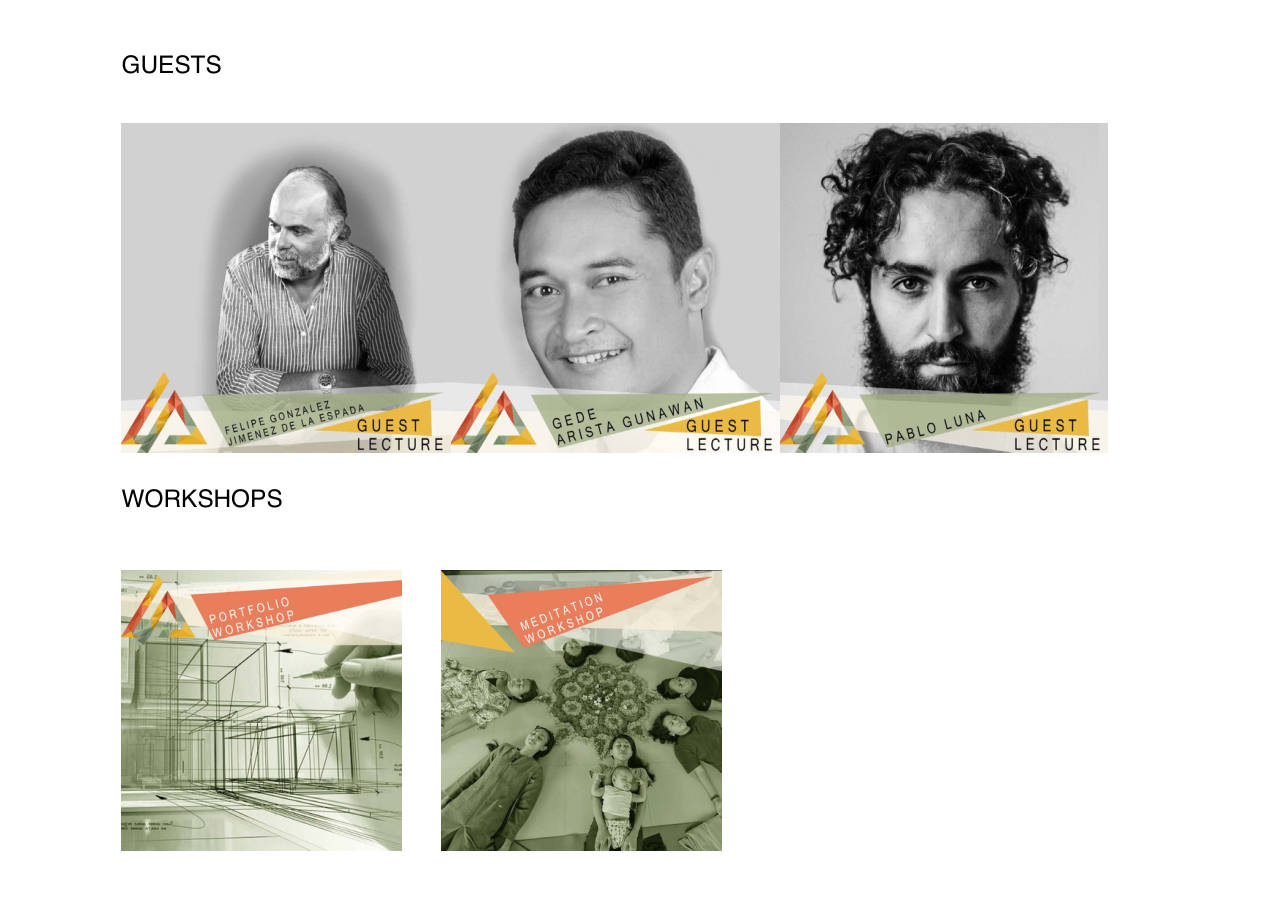 GUESTS
FELIPE GONZALEZ
JIMENEZ DE LA ESPADA
GUEST
LECTURE
GEDE
ARISTA GUNAWAN
GUEST
LECTURE
PABLO LUNA
GUEST
LECTURE
WORKSHOPS
PORTFOLIO
WORKSHOP
MEDITATION
WORKSHOP